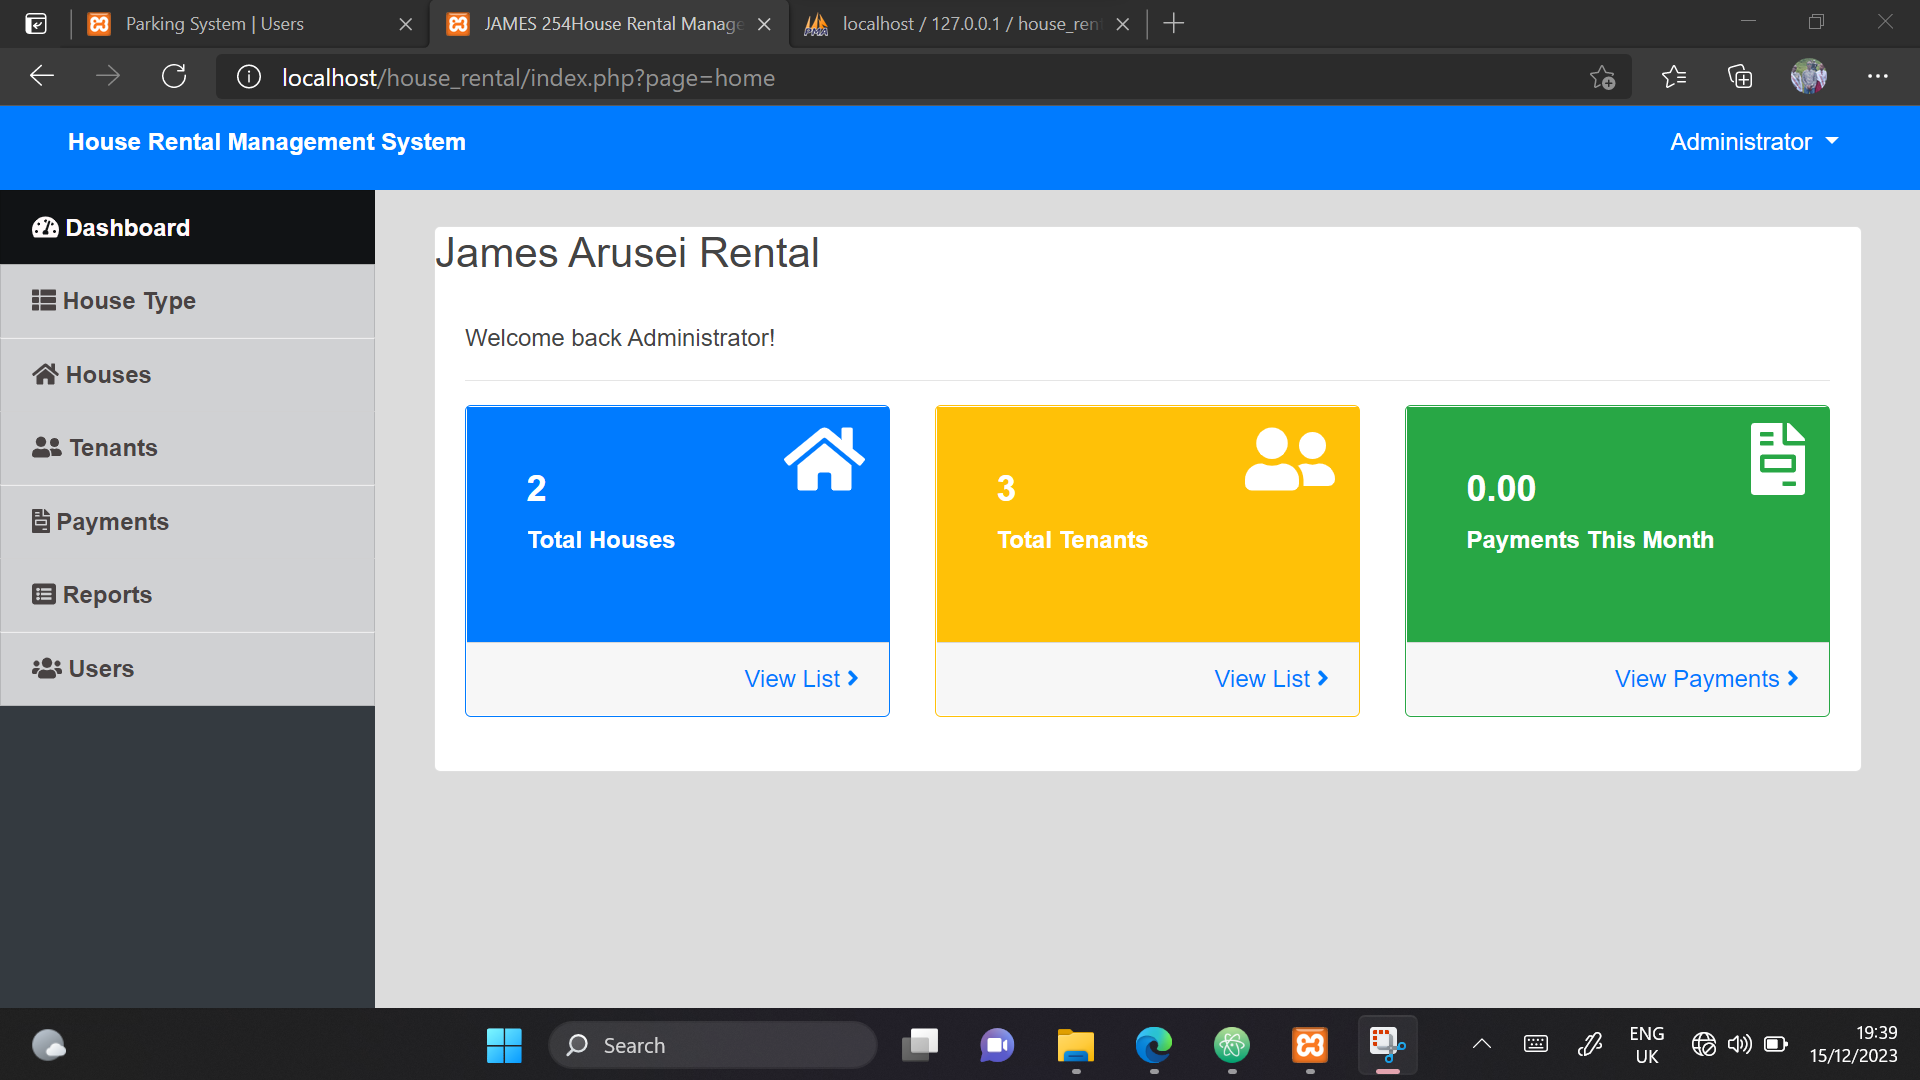 Parking System | Users
JAMES 254House Rental Manage
localhost / 127.0.0.1 / house_ren
localhost/house_rental/index.php?page=home
House Rental Management System
Administrator
Dashboard
House Type
Houses
Tenants
Payments
Reports
Users
James Arusei Rental
Welcome back Administrator!
2
Total Houses
View List
3
Total Tenants
View List
0.00
Payments This Month
View Payments
Search
ENG
UK
19:39
15/12/2023